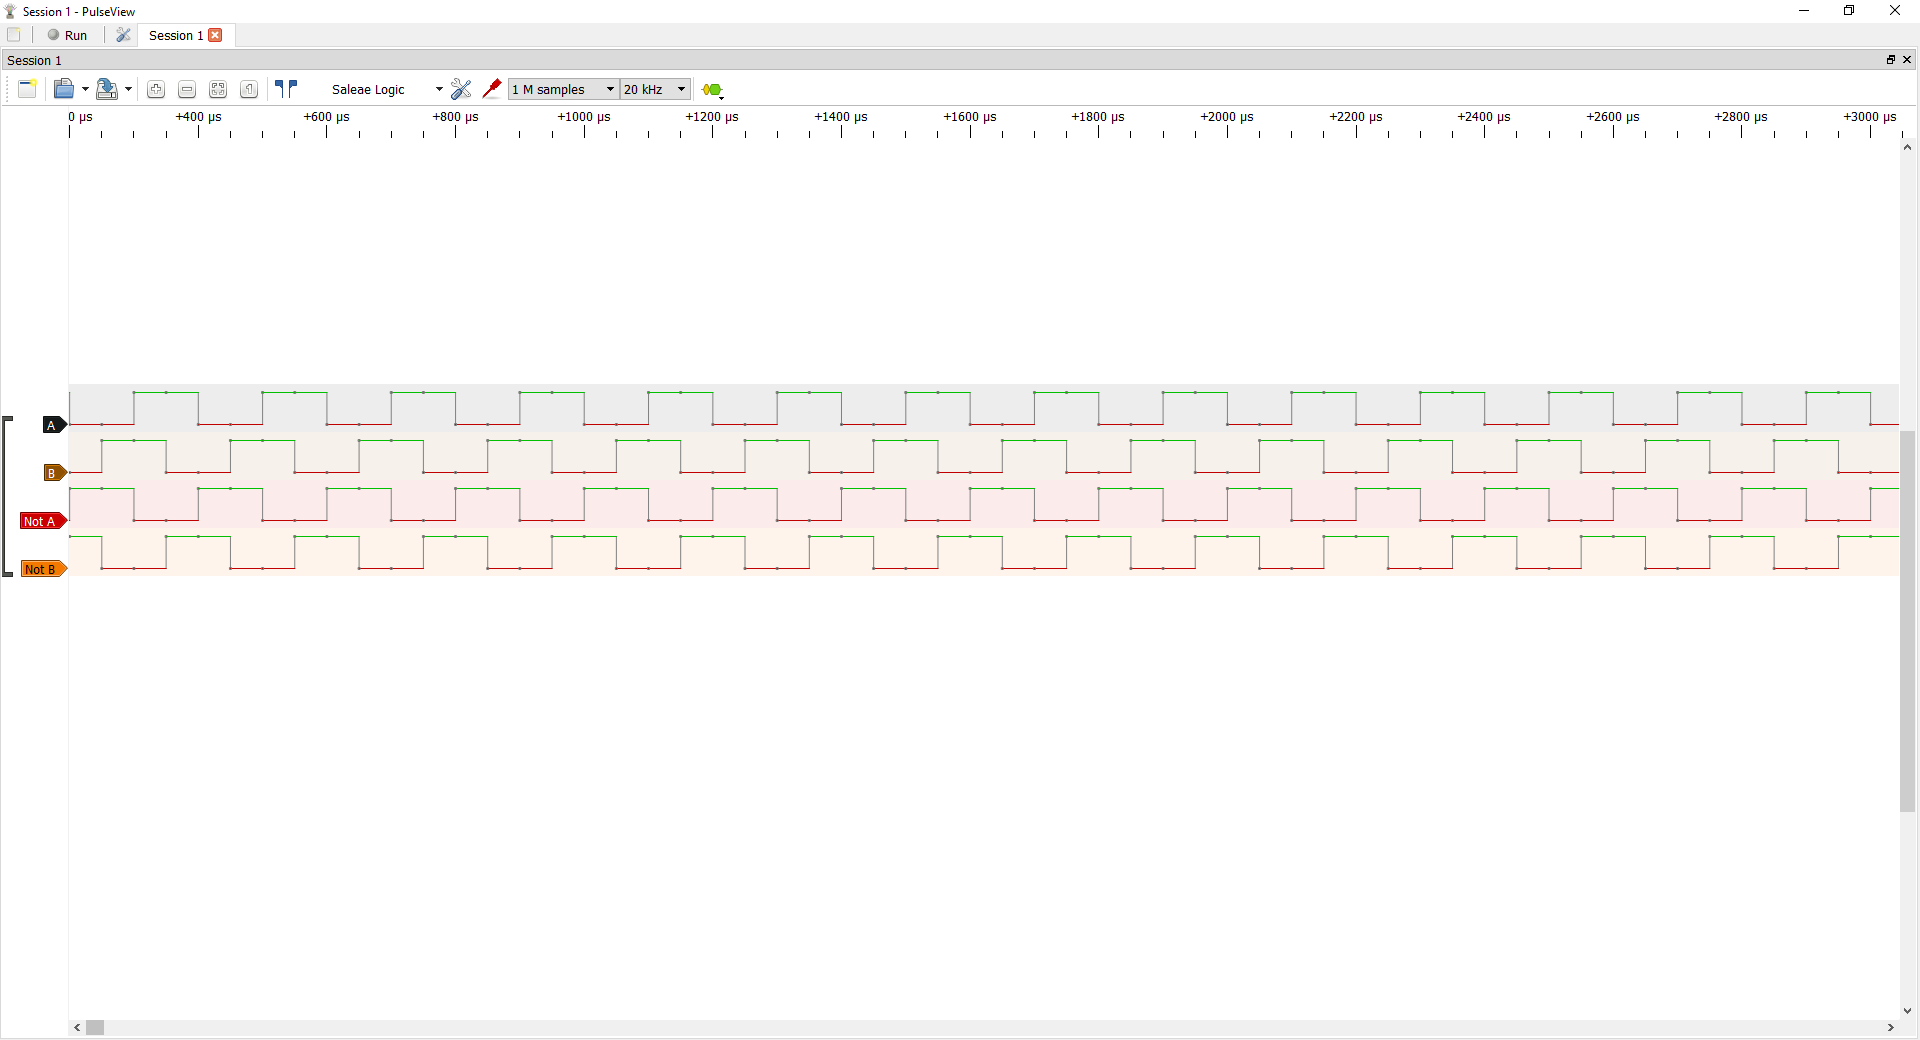 Session 1 - PulseView
Run Session 1
Session 1
Saleae Logic 1 M samples 20 kHz
0 µs +400 µs +600 µs +800 µs +1000 µs +1200 µs +1400 µs +1600 µs +1800 µs +2000 µs +2200 µs +2400 µs +2600 µs +2800 µs +3000 µs
A
B
Not A
Not B